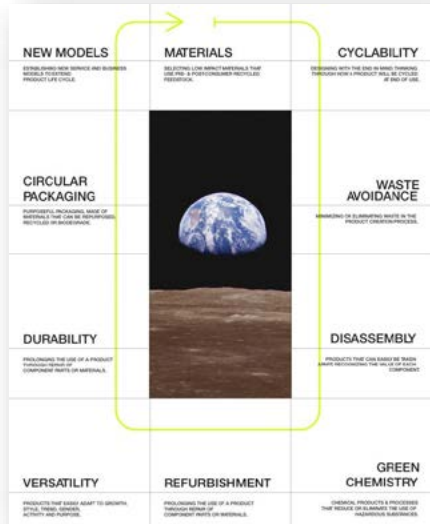 NEW MODELS
ESTABLISHING NEW SERVICE AND BUSINESS
MODELS TO EXTEND
PRODUCT LIFE CYCLE.
MATERIALS
SELECTING LOW IMPACT MATERIALS THAT
USE PRE- & POST-CONSUMER RECYCLED
FEEDSTOCK.
CYCLABILITY
DESIGNING WITH THE END IN MIND, THINKING
THROUGH HOW A PRODUCT WILL BE CYCLED
AT END OF USE.
CIRCULAR
PACKAGING
PURPOSEFUL PACKAGING, MADE OF
MATERIALS THAT CAN BE REPURPOSED,
RECYCLED OR BIODEGRADE.
WASTE
AVOIDANCE
MINIMIZING OR ELIMINATING WASTE IN THE
PRODUCT CREATION PROCESS.
DURABILITY
PROLONGING THE USE OF A PRODUCT
THROUGH REPAIR OF
COMPONENT PARTS OR MATERIALS.
DISASSEMBLY
PRODUCTS THAT CAN EASILY BE TAKEN
APART, RECOGNIZING THE VALUE OF EACH
COMPONENT
VERSATILITY
PRODUCTS THAT EASILY ADAPT TO GROWTH,
STYLE, TREND, GENDER,
ACTIVITY AND PURPOSE.
REFURBISHMENT
PROLONGING THE USE OF A PRODUCT
THROUGH REPAIR OF
COMPONENT PARTS OR MATERIALS.
GREEN
CHEMISTRY
CHEMICAL PRODUCTS & PROCESSES
THAT REDUCE OR ELIMINATE THE USE OF
HAZARDOUS SUBSTANCES.